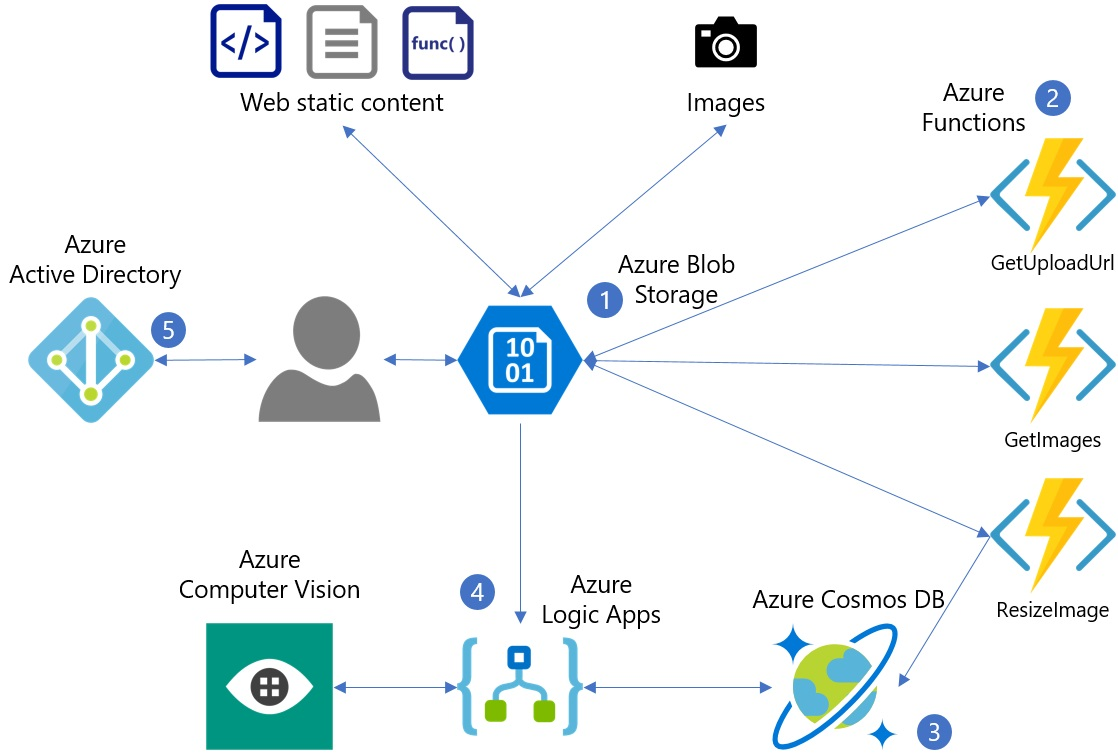 </>
func( )
Web static content
Images
Azure
Functions
2
GetUploadUrl
Azure
Active Directory
5
Azure Blob
Storage
1
10
01
GetImages
Azure
Computer Vision
4
Azure
Logic Apps
Azure Cosmos DB
ResizeImage
3